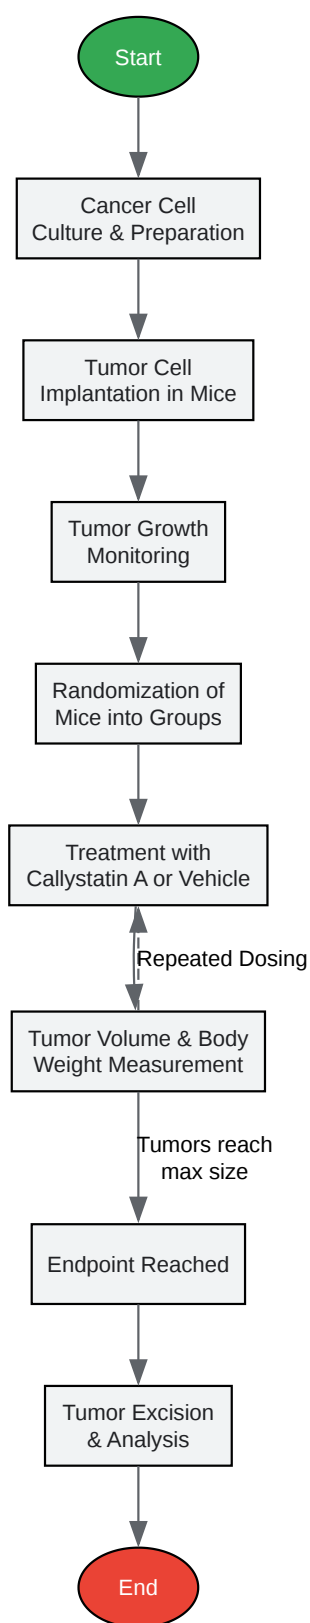 Start
Cancer Cell
Culture & Preparation
Tumor Cell
Implantation in Mice
Tumor Growth
Monitoring
Randomization of
Mice into Groups
Treatment with
Callystatin A or Vehicle
Repeated Dosing
Tumor Volume & Body
Weight Measurement
Tumors reach
max size
Endpoint Reached
Tumor Excision
& Analysis
End